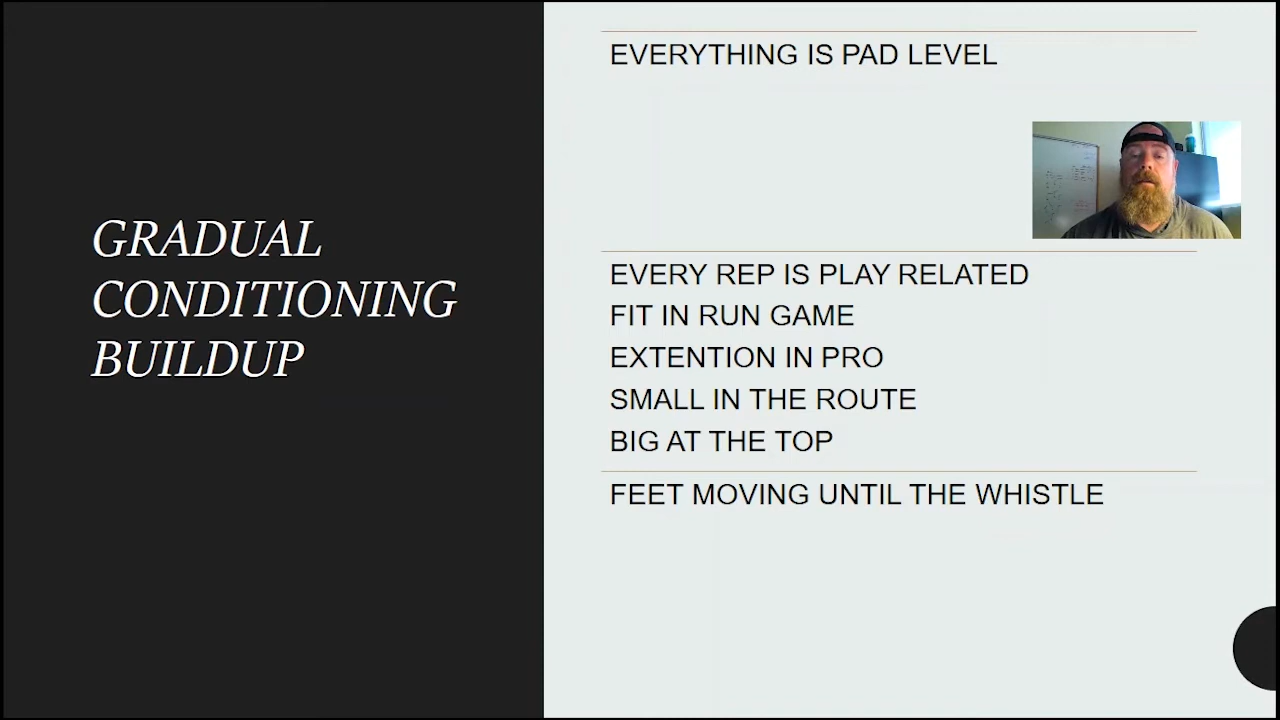 GRADUAL
CONDITIONING
BUILDUP
EVERYTHING IS PAD LEVEL
EVERY REP IS PLAY RELATED
FIT IN RUN GAME
EXTENTION IN PRO
SMALL IN THE ROUTE
BIG AT THE TOP
FEET MOVING UNTIL THE WHISTLE